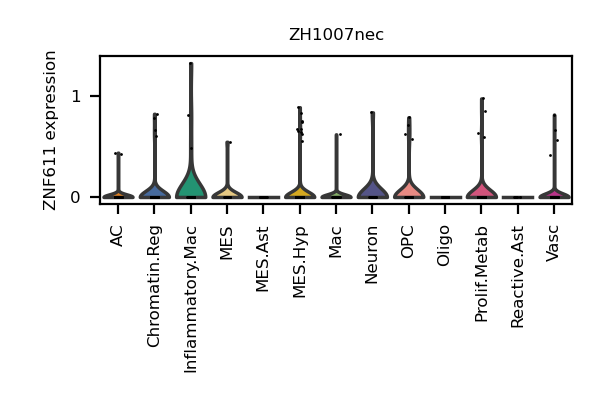 ZH1007nec
ZNF611 expression
1
0
AC
Chromatin.Reg
Inflammatory.Mac
MES
MES.Ast
MES.Hyp
Mac
Neuron
OPC
Oligo
Prolif.Metab
Reactive.Ast
Vasc